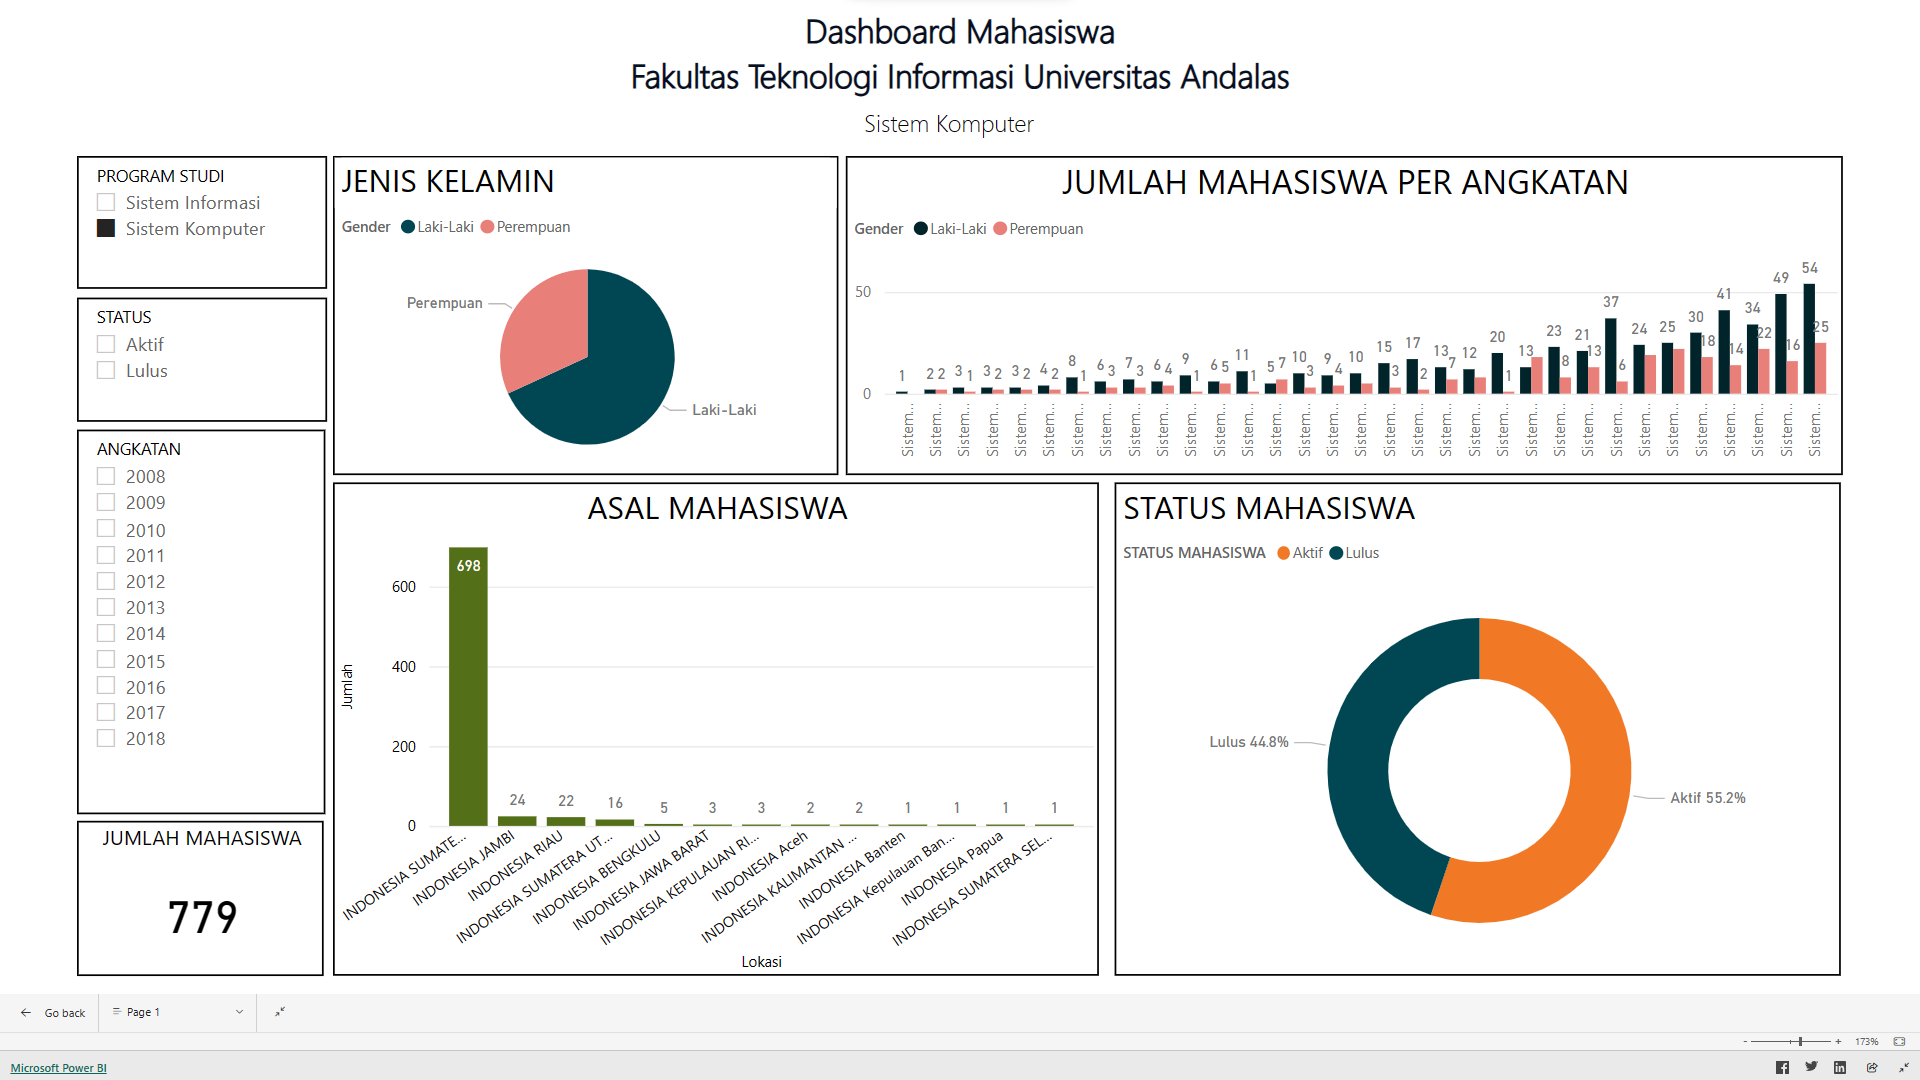 Dashboard Mahasiswa
Fakultas Teknologi Informasi Universitas Andalas
Sistem Komputer
PROGRAM STUDI
Sistem Informasi
Sistem Komputer
STATUS
Aktif
Lulus
ANGKATAN
2008
2009
2010
2011
2012
2013
2014
2015
2016
2017
2018
JUMLAH MAHASISWA
779
JENIS KELAMIN
Gender Laki-Laki Perempuan
Perempuan
Laki-Laki
JUMLAH MAHASISWA PER ANGKATAN
Gender Laki-Laki Perempuan
50
0
1 2 2 3 1 3 2 3 2 4 2 8 1 6 3 7 3 6 4 9 1 6 5 11 1 5 7 10 3 9 4 10 15 3 17 2 13 7 12 20 1 13 23 8 21 13 37 6 24 25 30 18 41 14 34 22 49 16 54 25
Sistem... Sistem... Sistem... Sistem... Sistem... Sistem... Sistem... Sistem... Sistem... Sistem... Sistem... Sistem... Sistem... Sistem... Sistem... Sistem... Sistem... Sistem... Sistem... Sistem... Sistem... Sistem... Sistem... Sistem... Sistem... Sistem... Sistem... Sistem... Sistem... Sistem... Sistem... Sistem... Sistem...
ASAL MAHASISWA
Jumlah
600
400
200
0
698 24 22 16 5 3 3 2 2 1 1 1 1
INDONESIA SUMATE...
INDONESIA JAMBI
INDONESIA RIAU
INDONESIA SUMATERA UT...
INDONESIA BENGKULU
INDONESIA JAWA BARAT
INDONESIA KEPULAUAN RI...
INDONESIA Aceh
INDONESIA KALIMANTAN ...
INDONESIA Banten
INDONESIA Kepulauan Ban...
INDONESIA Papua
INDONESIA SUMATERA SEL...
Lokasi
STATUS MAHASISWA
STATUS MAHASISWA Aktif Lulus
Lulus 44.8%
Aktif 55.2%
Go back
Page 1
- + 173%
Microsoft Power BI